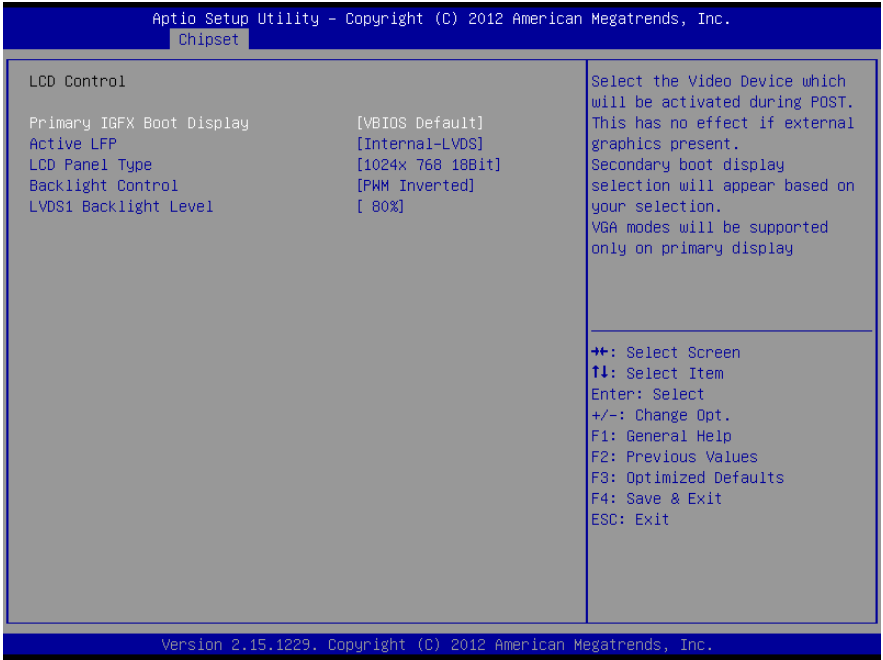 Aptio Setup Utility – Copyright (C) 2012 American Megatrends, Inc.
Chipset
LCD Control
Primary IGFX Boot Display [VBIOS Default]
Active LFP [Internal-LVDS]
LCD Panel Type [1024x 768 18Bit]
Backlight Control [PWM Inverted]
LVDS1 Backlight Level [ 80%]
Select the Video Device which
will be activated during POST.
This has no effect if external
graphics present.
Secondary boot display
selection will appear based on
your selection.
VGA modes will be supported
only on primary display
→←: Select Screen
↑↓: Select Item
Enter: Select
+/-: Change Opt.
F1: General Help
F2: Previous Values
F3: Optimized Defaults
F4: Save & Exit
ESC: Exit
Version 2.15.1229. Copyright (C) 2012 American Megatrends, Inc.